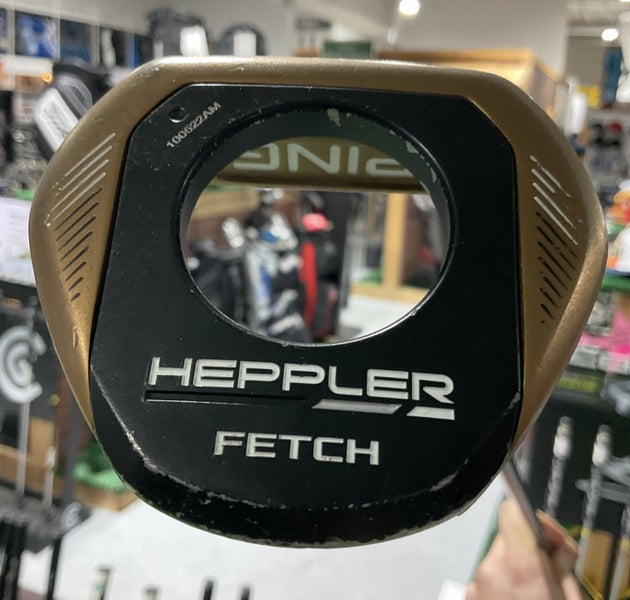 100622AM
PING
HEPPLER
FETCH